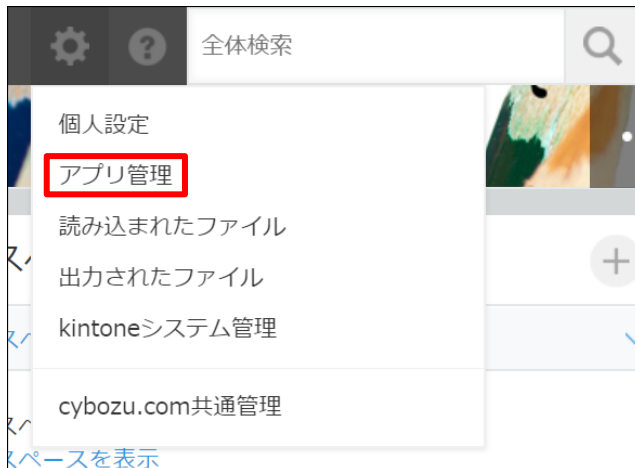 全体検索
個人設定
アプリ管理
読み込まれたファイル
出力されたファイル
kintoneシステム管理
cybozu.com共通管理
スペースを表示